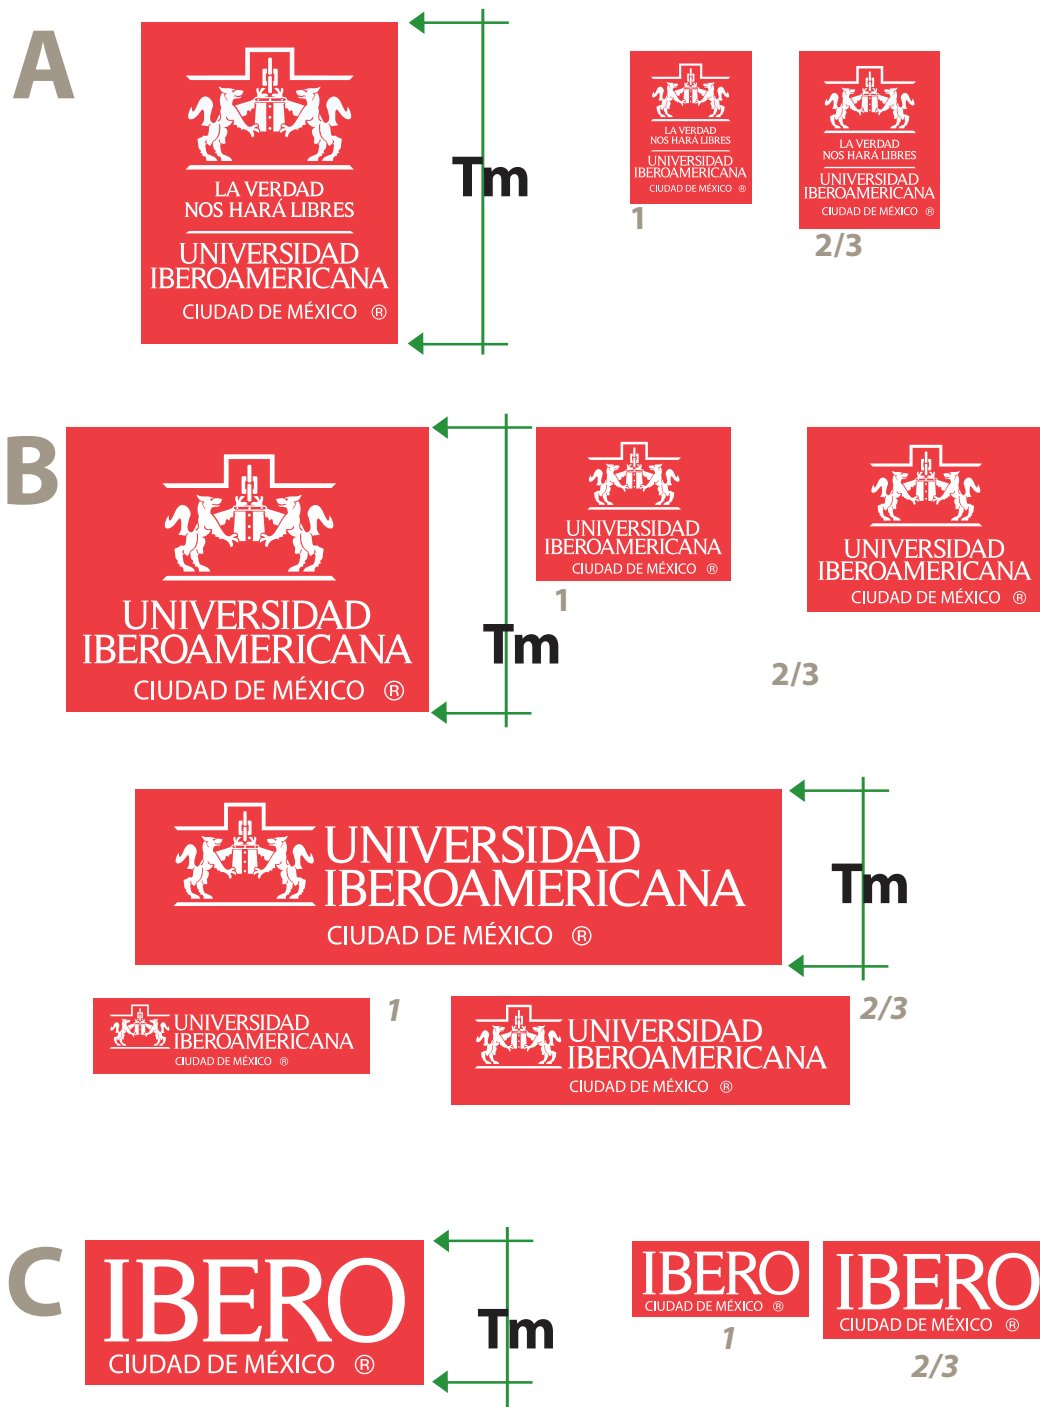 A
LA VERDAD
NOS HARÁ LIBRES
UNIVERSIDAD
IBEROAMERICANA
CIUDAD DE MÉXICO ®
Tm
LA VERDAD
NOS HARÁ LIBRES
UNIVERSIDAD
IBEROAMERICANA
CIUDAD DE MÉXICO ®
1
LA VERDAD
NOS HARÁ LIBRES
UNIVERSIDAD
IBEROAMERICANA
CIUDAD DE MÉXICO ®
2/3
B
UNIVERSIDAD
IBEROAMERICANA
CIUDAD DE MÉXICO ®
Tm
UNIVERSIDAD
IBEROAMERICANA
CIUDAD DE MÉXICO ®
1
UNIVERSIDAD
IBEROAMERICANA
CIUDAD DE MÉXICO ®
2/3
UNIVERSIDAD
IBEROAMERICANA
CIUDAD DE MÉXICO ®
Tm
UNIVERSIDAD
IBEROAMERICANA
CIUDAD DE MÉXICO ®
1
UNIVERSIDAD
IBEROAMERICANA
CIUDAD DE MÉXICO ®
2/3
C
IBERO
CIUDAD DE MÉXICO ®
Tm
IBERO
CIUDAD DE MÉXICO ®
1
IBERO
CIUDAD DE MÉXICO ®
2/3